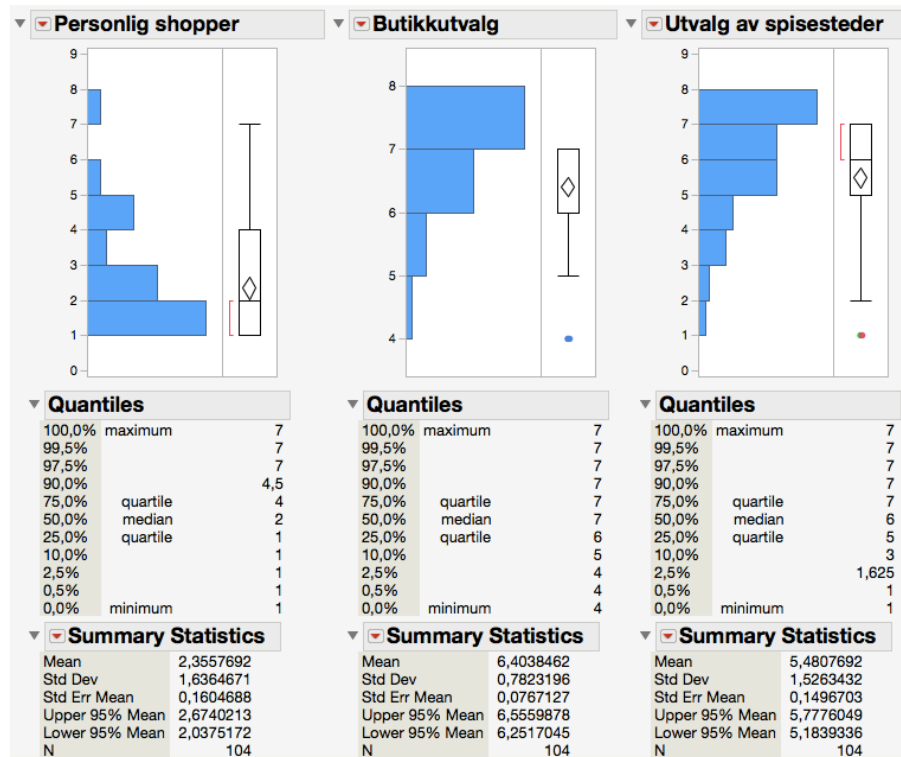 Personlig shopper
9
8
7
6
5
4
3
2
1
0
Quantiles
100,0% maximum 7
99,5% 7
97,5% 7
90,0% 4,5
75,0% quartile 4
50,0% median 2
25,0% quartile 1
10,0% 1
2,5% 1
0,5% 1
0,0% minimum 1
Summary Statistics
Mean 2,3557692
Std Dev 1,6364671
Std Err Mean 0,1604688
Upper 95% Mean 2,6740213
Lower 95% Mean 2,0375172
N 104
Butikkutvalg
8
7
6
5
4
Quantiles
100,0% maximum 7
99,5% 7
97,5% 7
90,0% 7
75,0% quartile 7
50,0% median 7
25,0% quartile 6
10,0% 5
2,5% 4
0,5% 4
0,0% minimum 4
Summary Statistics
Mean 6,4038462
Std Dev 0,7823196
Std Err Mean 0,0767127
Upper 95% Mean 6,5559878
Lower 95% Mean 6,2517045
N 104
Utvalg av spisesteder
9
8
7
6
5
4
3
2
1
0
Quantiles
100,0% maximum 7
99,5% 7
97,5% 7
90,0% 7
75,0% quartile 7
50,0% median 6
25,0% quartile 5
10,0% 3
2,5% 1,625
0,5% 1
0,0% minimum 1
Summary Statistics
Mean 5,4807692
Std Dev 1,5263432
Std Err Mean 0,1496703
Upper 95% Mean 5,7776049
Lower 95% Mean 5,1839336
N 104